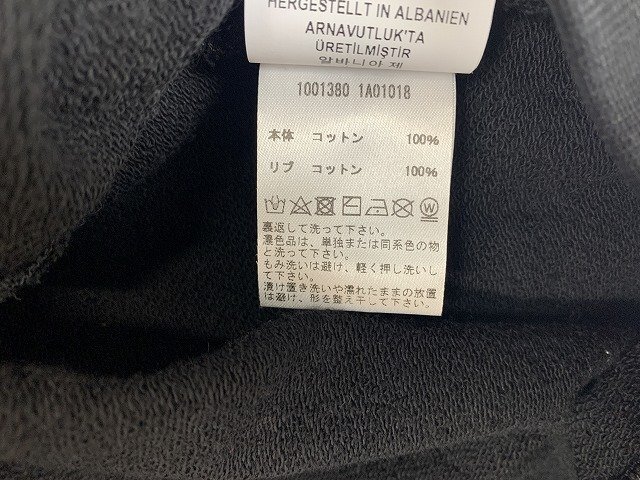 HERGESTELLT IN ALBANIEN
ARNAVUTLUK'TA
ÜRETİLMİŞTİR
알바니아 제
1001380 1A01018
本体 コットン 100%
リブ コットン 100%
裏返して洗って下さい。
濃色品は、単独または同系色の物
と洗って下さい。
もみ洗いは避け、軽く押し洗いし
て下さい。
漬け置き洗いや濡れたままの放置
は避け、形を整え干して下さい。